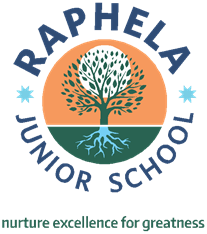 RAPHELA
JUNIOR SCHOOL
nurture excellence for greatness